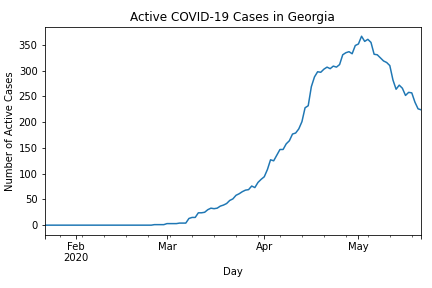 Active COVID-19 Cases in Georgia
Number of Active Cases
350
300
250
200
150
100
50
0
Feb
2020
Mar
Apr
May
Day